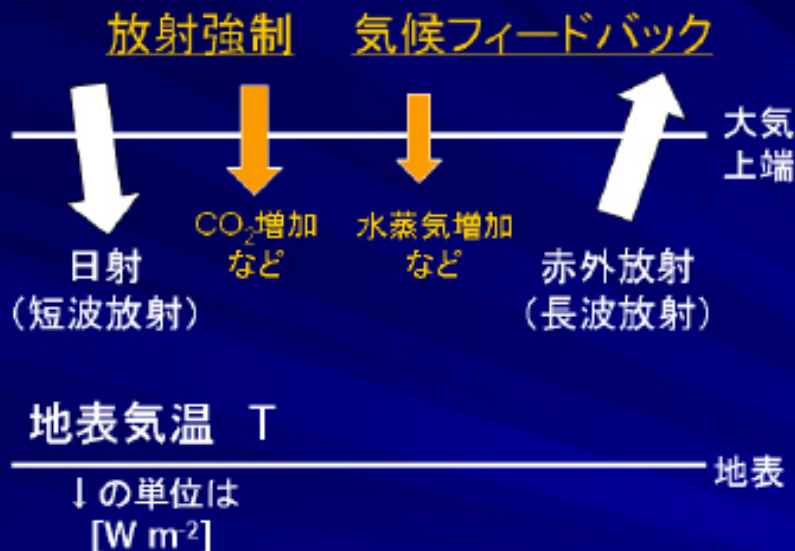 放射強制 気候フィードバック
大気
上端
CO₂増加
など
水蒸気増加
など
日射
(短波放射)
赤外放射
(長波放射)
地表気温 T
地表
↓の単位は
[W m⁻²]